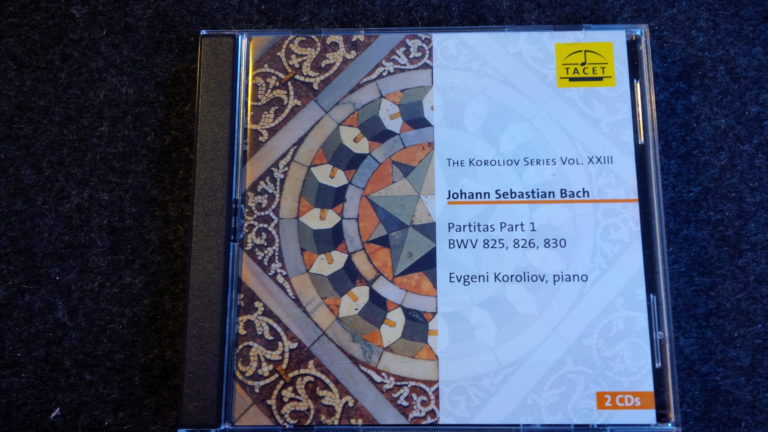 TACET
THE KOROLIOV SERIES VOL. XXIII
Johann Sebastian Bach
Partitas Part 1
BWV 825, 826, 830
Evgeni Koroliov, piano
2 CDs